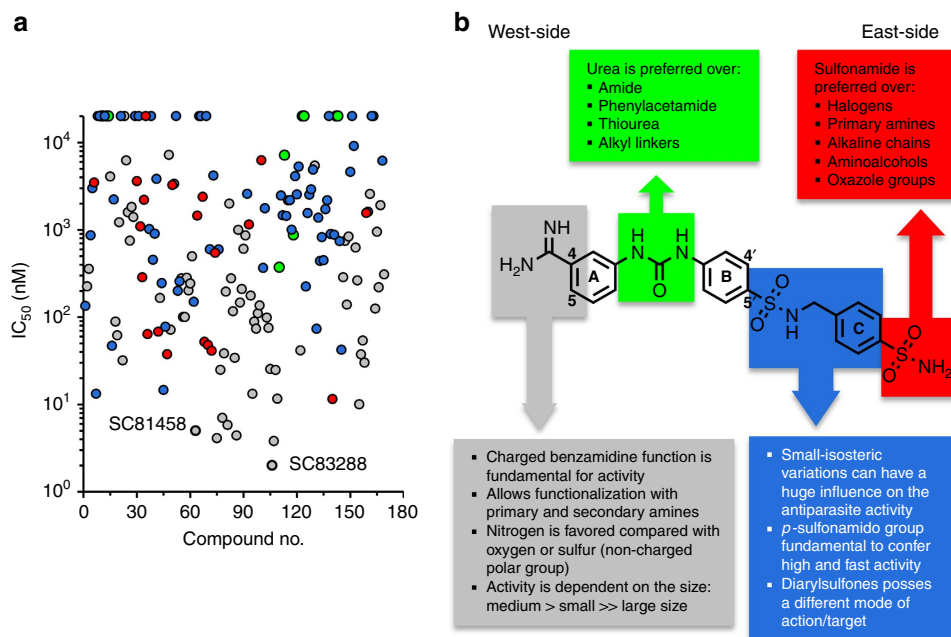 a
IC50 (nM)
10⁴
10³
10²
10¹
10⁰
SC81458
SC83288
0 30 60 90 120 150 180
Compound no.
b
West-side
East-side
Urea is preferred over:
▪ Amide
▪ Phenylacetamide
▪ Thiourea
▪ Alkyl linkers
Sulfonamide is
preferred over:
▪ Halogens
▪ Primary amines
▪ Alkaline chains
▪ Aminoalcohols
▪ Oxazole groups
NH
H2N
4
5
A
H
N
O
H
N
B
4′
5′
O
S
O
N
H
C
O
S
O
NH2
▪ Charged benzamidine function is
fundamental for activity
▪ Allows functionalization with
primary and secondary amines
▪ Nitrogen is favored compared with
oxygen or sulfur (non-charged
polar group)
▪ Activity is dependent on the size:
medium > small >> large size
▪ Small-isosteric
variations can have a
huge influence on the
antiparasite activity
▪ p-sulfonamido group
fundamental to confer
high and fast activity
▪ Diarylsulfones posses
a different mode of
action/target